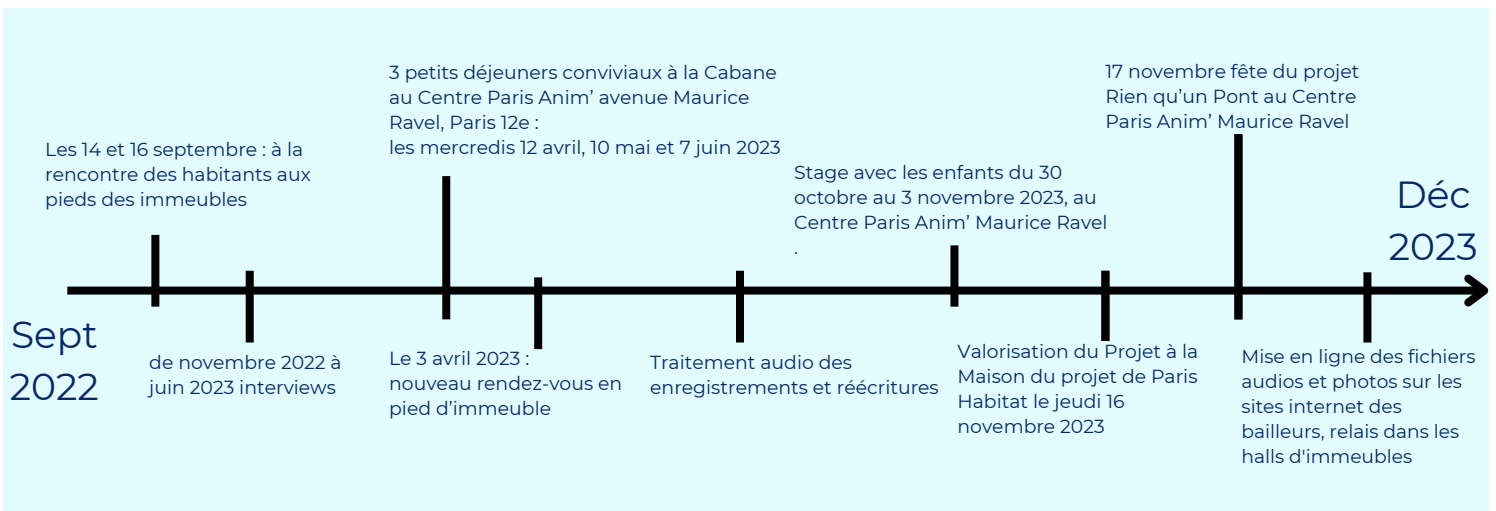 3 petits déjeuners conviviaux à la Cabane
au Centre Paris Anim’ avenue Maurice
Ravel, Paris 12e :
les mercredis 12 avril, 10 mai et 7 juin 2023
17 novembre fête du projet
Rien qu’un Pont au Centre
Paris Anim’ Maurice Ravel
Les 14 et 16 septembre : à la
rencontre des habitants aux
pieds des immeubles
Stage avec les enfants du 30
octobre au 3 novembre 2023, au
Centre Paris Anim’ Maurice Ravel
.
Déc
2023
Sept
2022
de novembre 2022 à
juin 2023 interviews
Le 3 avril 2023 :
nouveau rendez-vous en
pied d’immeuble
Traitement audio des
enregistrements et réécritures
Valorisation du Projet à la
Maison du projet de Paris
Habitat le jeudi 16
novembre 2023
Mise en ligne des fichiers
audios et photos sur les
sites internet des
bailleurs, relais dans les
halls d'immeubles